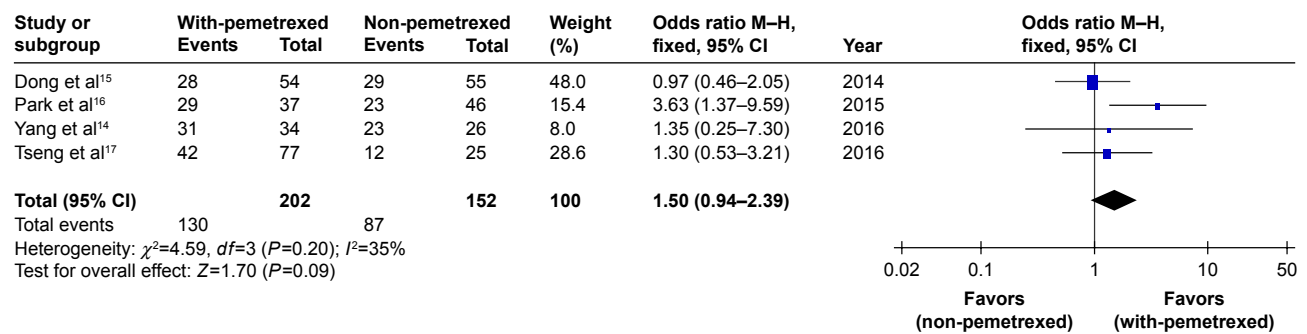 Study or subgroup With-pemetrexed Non-pemetrexed Weight (%) Odds ratio M–H, fixed, 95% CI Year Odds ratio M–H, fixed, 95% CI
Events Total Events Total
Dong et al¹⁵ 28 54 29 55 48.0 0.97 (0.46–2.05) 2014
Park et al¹⁶ 29 37 23 46 15.4 3.63 (1.37–9.59) 2015
Yang et al¹⁴ 31 34 23 26 8.0 1.35 (0.25–7.30) 2016
Tseng et al¹⁷ 42 77 12 25 28.6 1.30 (0.53–3.21) 2016
Total (95% CI) 202 152 100 1.50 (0.94–2.39)
Total events 130 87
Heterogeneity: χ²=4.59, df=3 (P=0.20); I²=35%
Test for overall effect: Z=1.70 (P=0.09)
0.02 0.1 1 10 50
Favors (non-pemetrexed) Favors (with-pemetrexed)